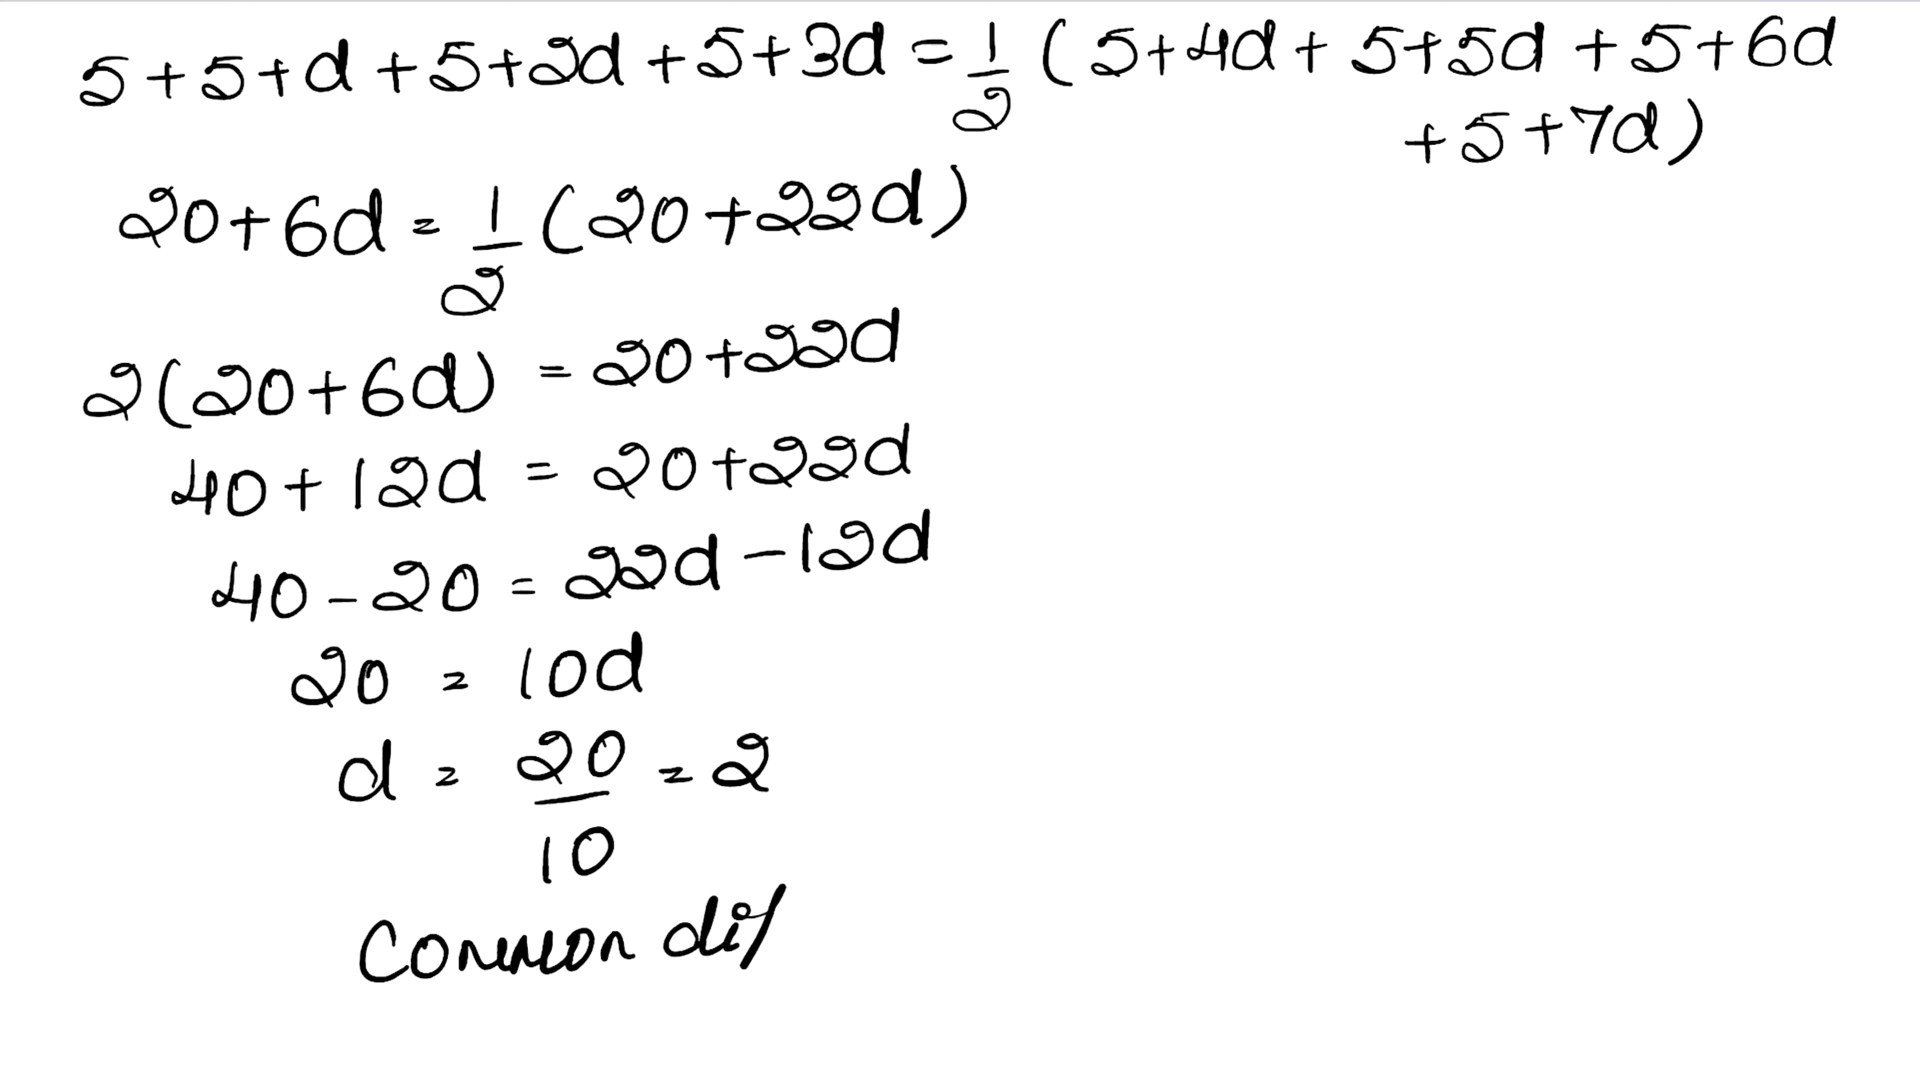 5+5+d+5+2d+5+3d = 1/2 (5+4d+5+5d+5+6d
+5+7d)
20+6d = 1/2 (20+22d)
2(20+6d) = 20+22d
40+12d = 20+22d
40-20 = 22d-12d
20 = 10d
d = 20/10 = 2
Common dif